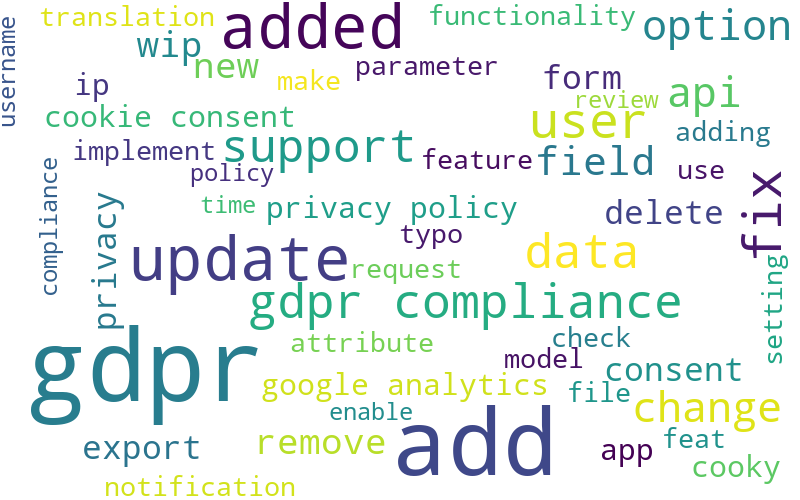 translation
added
functionality
option
username
wip
new
make
parameter
form
ip
review
api
cookie consent
user
adding
implement
support
feature
field
use
policy
compliance
privacy
time
privacy policy
delete
fix
typo
update
data
request
setting
gdpr compliance
gdpr
attribute
check
model
consent
google analytics
file
enable
change
add
export
remove
app
feat
cooky
notification